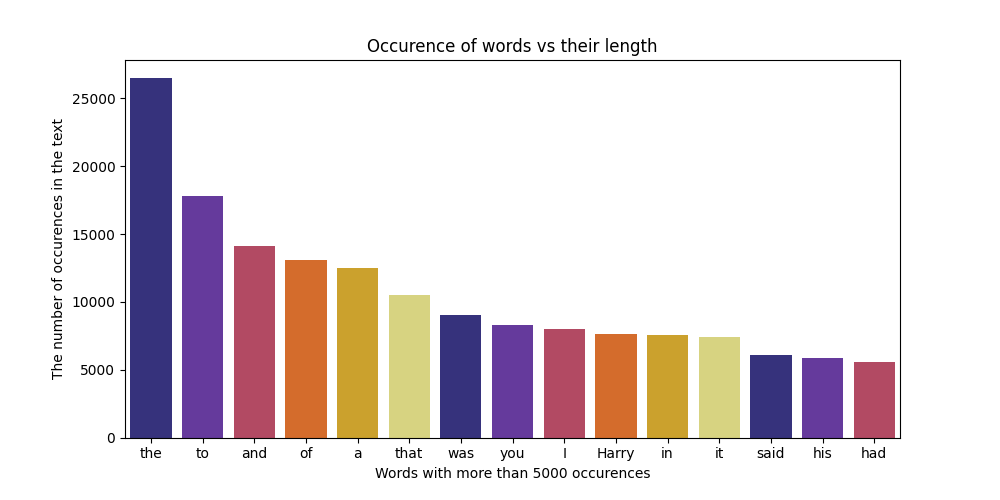 Occurence of words vs their length
The number of occurences in the text
25000
20000
15000
10000
5000
0
the to and of a that was you I Harry in it said his had
Words with more than 5000 occurences